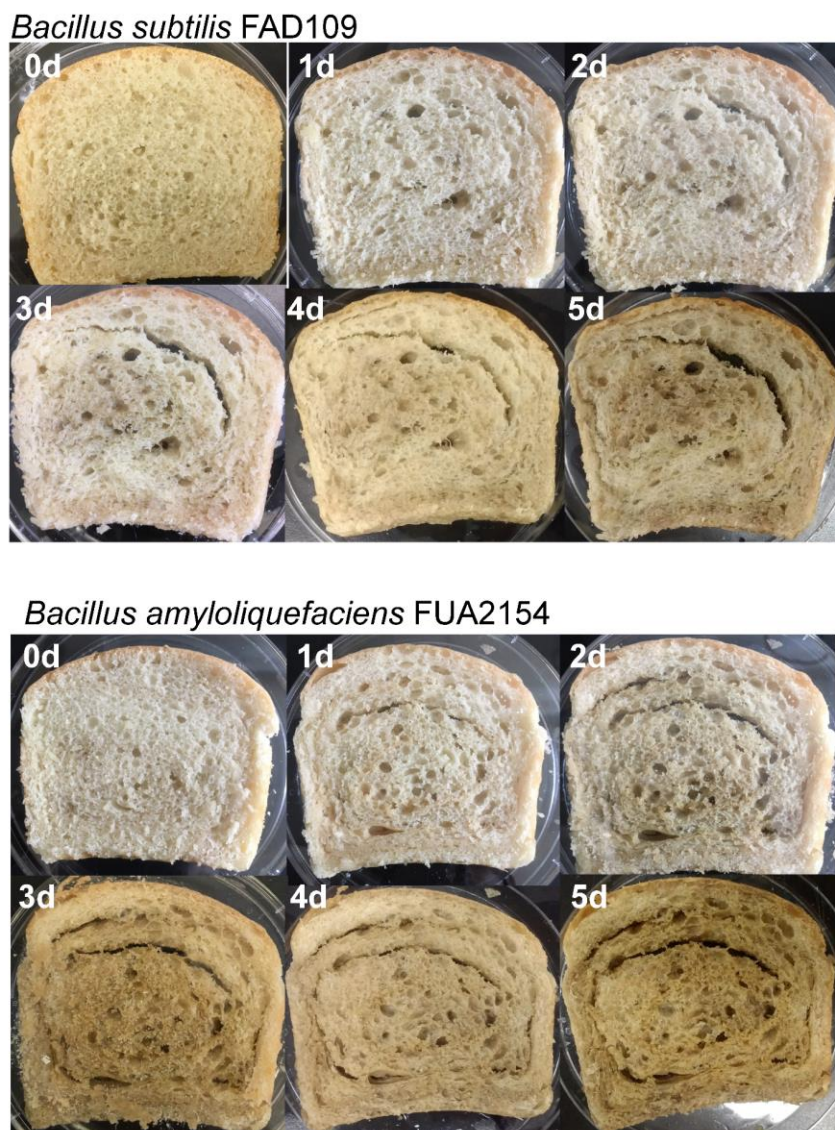 Bacillus subtilis FAD109
0d 1d 2d
3d 4d 5d
Bacillus amyloliquefaciens FUA2154
0d 1d 2d
3d 4d 5d